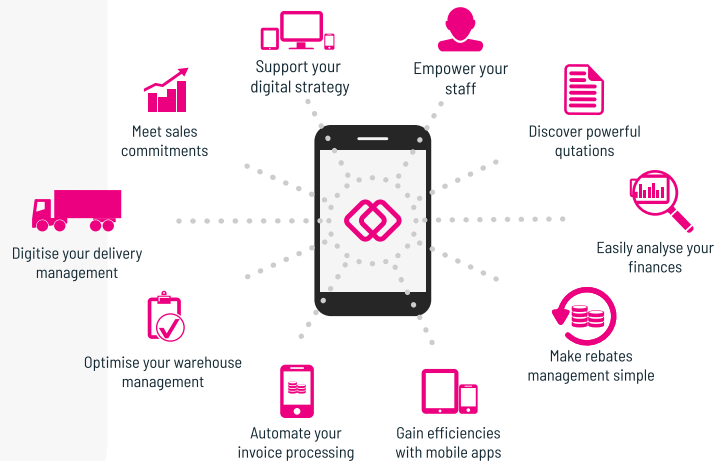 Support your
digital strategy
Empower your
staff
Meet sales
commitments
Discover powerful
qutations
Digitise your delivery
management
Easily analyse your
finances
Optimise your warehouse
management
Make rebates
management simple
Automate your
invoice processing
Gain efficiencies
with mobile apps